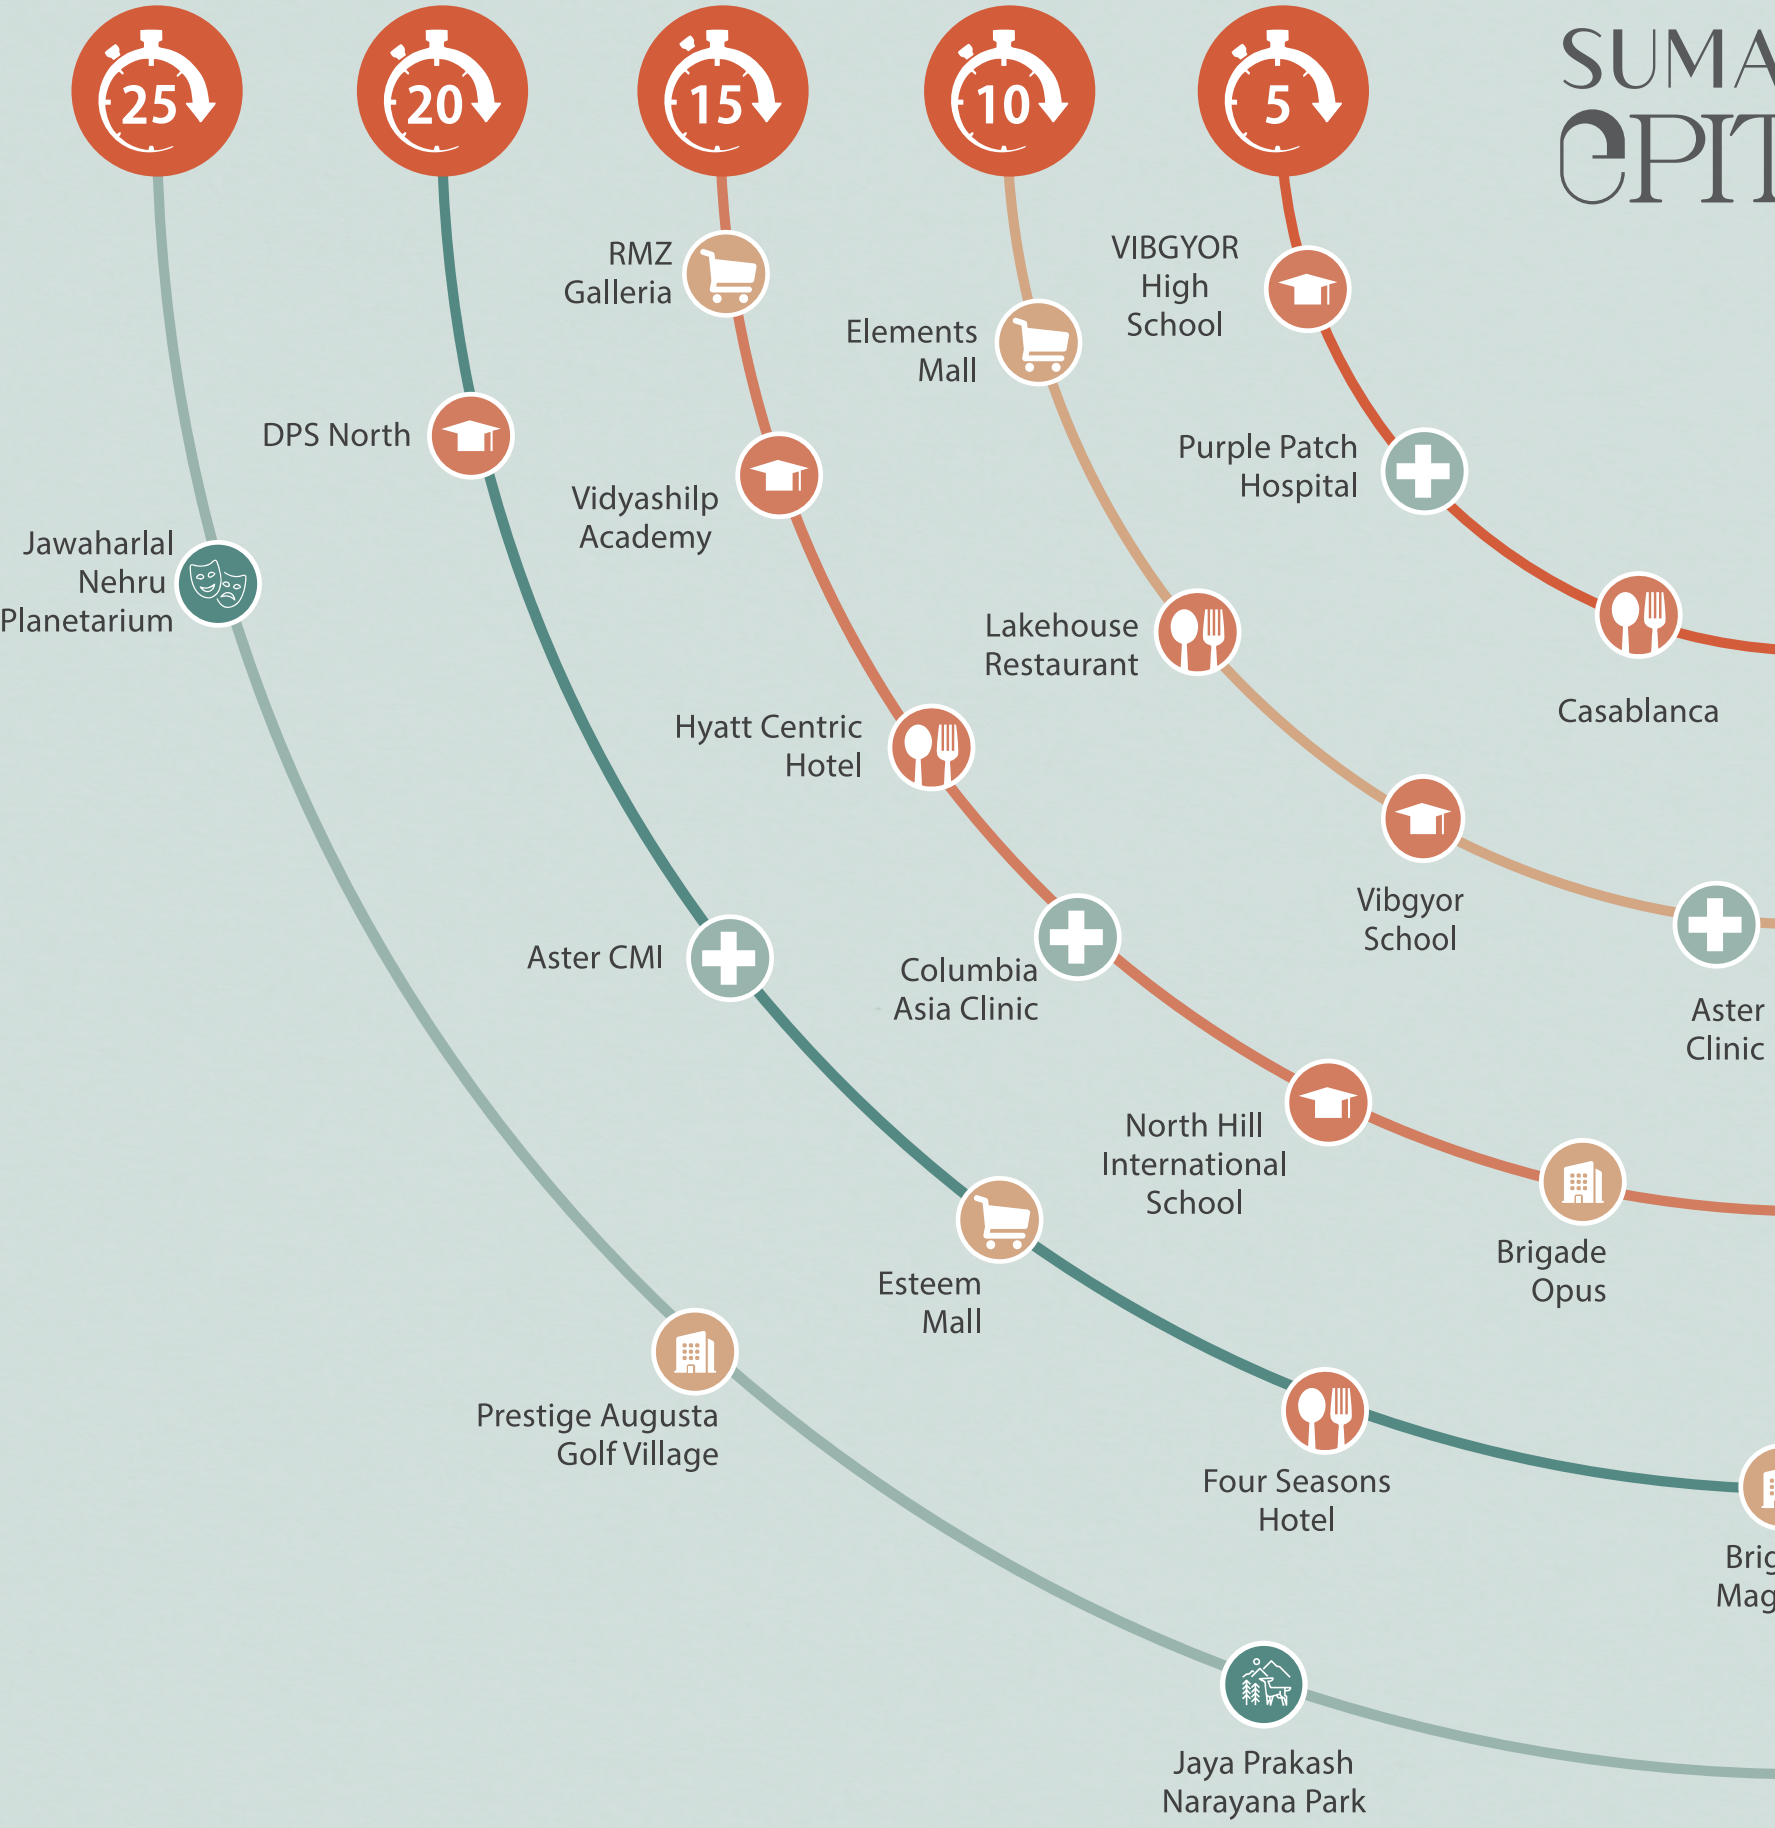 25
20
15
10
5
SUMA
ePIT
RMZ
Galleria
VIBGYOR
High
School
Elements
Mall
DPS North
Purple Patch
Hospital
Vidyashilp
Academy
Jawaharlal
Nehru
Planetarium
Lakehouse
Restaurant
Casablanca
Hyatt Centric
Hotel
Vibgyor
School
Aster CMI
Columbia
Asia Clinic
Aster
Clinic
North Hill
International
School
Brigade
Opus
Esteem
Mall
Prestige Augusta
Golf Village
Four Seasons
Hotel
Brig
Mag
Jaya Prakash
Narayana Park